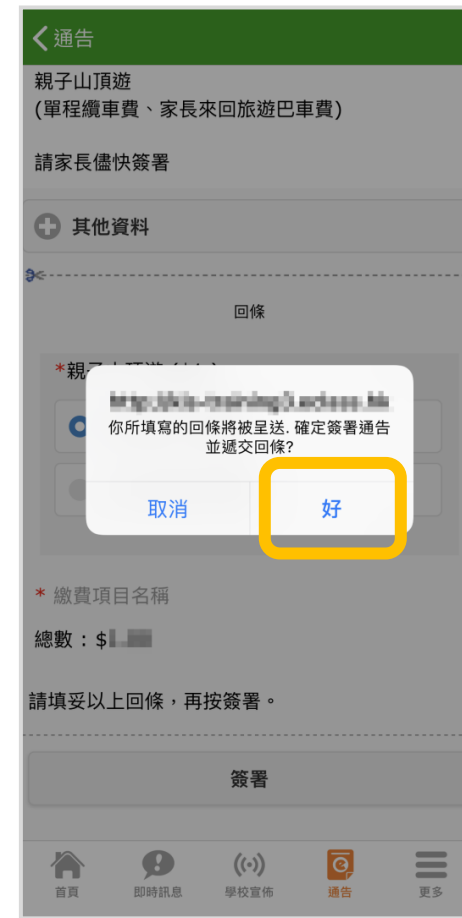 通告
親子山頂遊
(單程纜車費、家長來回旅遊巴車費)
請家長儘快簽署
其他資料
回條
*親子
你所填寫的回條將被呈送. 確定簽署通告
並遞交回條?
取消
好
* 繳費項目名稱
總數：$
請填妥以上回條，再按簽署。
簽署
首頁
即時訊息
學校宣佈
通告
更多